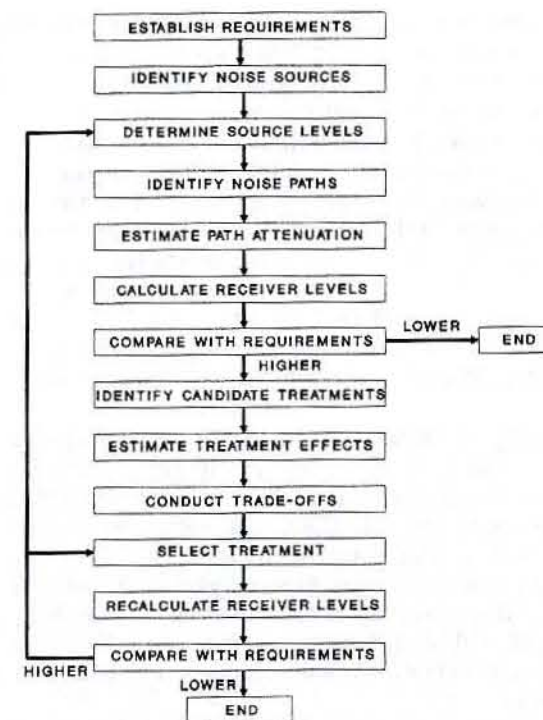 ESTABLISH REQUIREMENTS
IDENTIFY NOISE SOURCES
DETERMINE SOURCE LEVELS
IDENTIFY NOISE PATHS
ESTIMATE PATH ATTENUATION
CALCULATE RECEIVER LEVELS
COMPARE WITH REQUIREMENTS
LOWER
END
HIGHER
IDENTIFY CANDIDATE TREATMENTS
ESTIMATE TREATMENT EFFECTS
CONDUCT TRADE-OFFS
SELECT TREATMENT
RECALCULATE RECEIVER LEVELS
COMPARE WITH REQUIREMENTS
HIGHER
LOWER
END